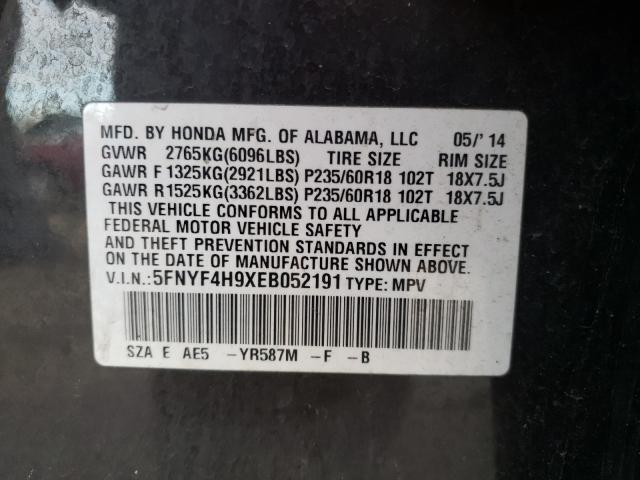 MFD. BY HONDA MFG. OF ALABAMA, LLC 05/'14
GVWR 2765KG(6096LBS) TIRE SIZE RIM SIZE
GAWR F 1325KG(2921LBS) P235/60R18 102T 18X7.5J
GAWR R 1525KG(3362LBS) P235/60R18 102T 18X7.5J
THIS VEHICLE CONFORMS TO ALL APPLICABLE
FEDERAL MOTOR VEHICLE SAFETY
AND THEFT PREVENTION STANDARDS IN EFFECT
ON THE DATE OF MANUFACTURE SHOWN ABOVE.
V.I.N.: 5FNYF4H9XEB052191 TYPE: MPV
SZA E AE5 -YR587M -F -B